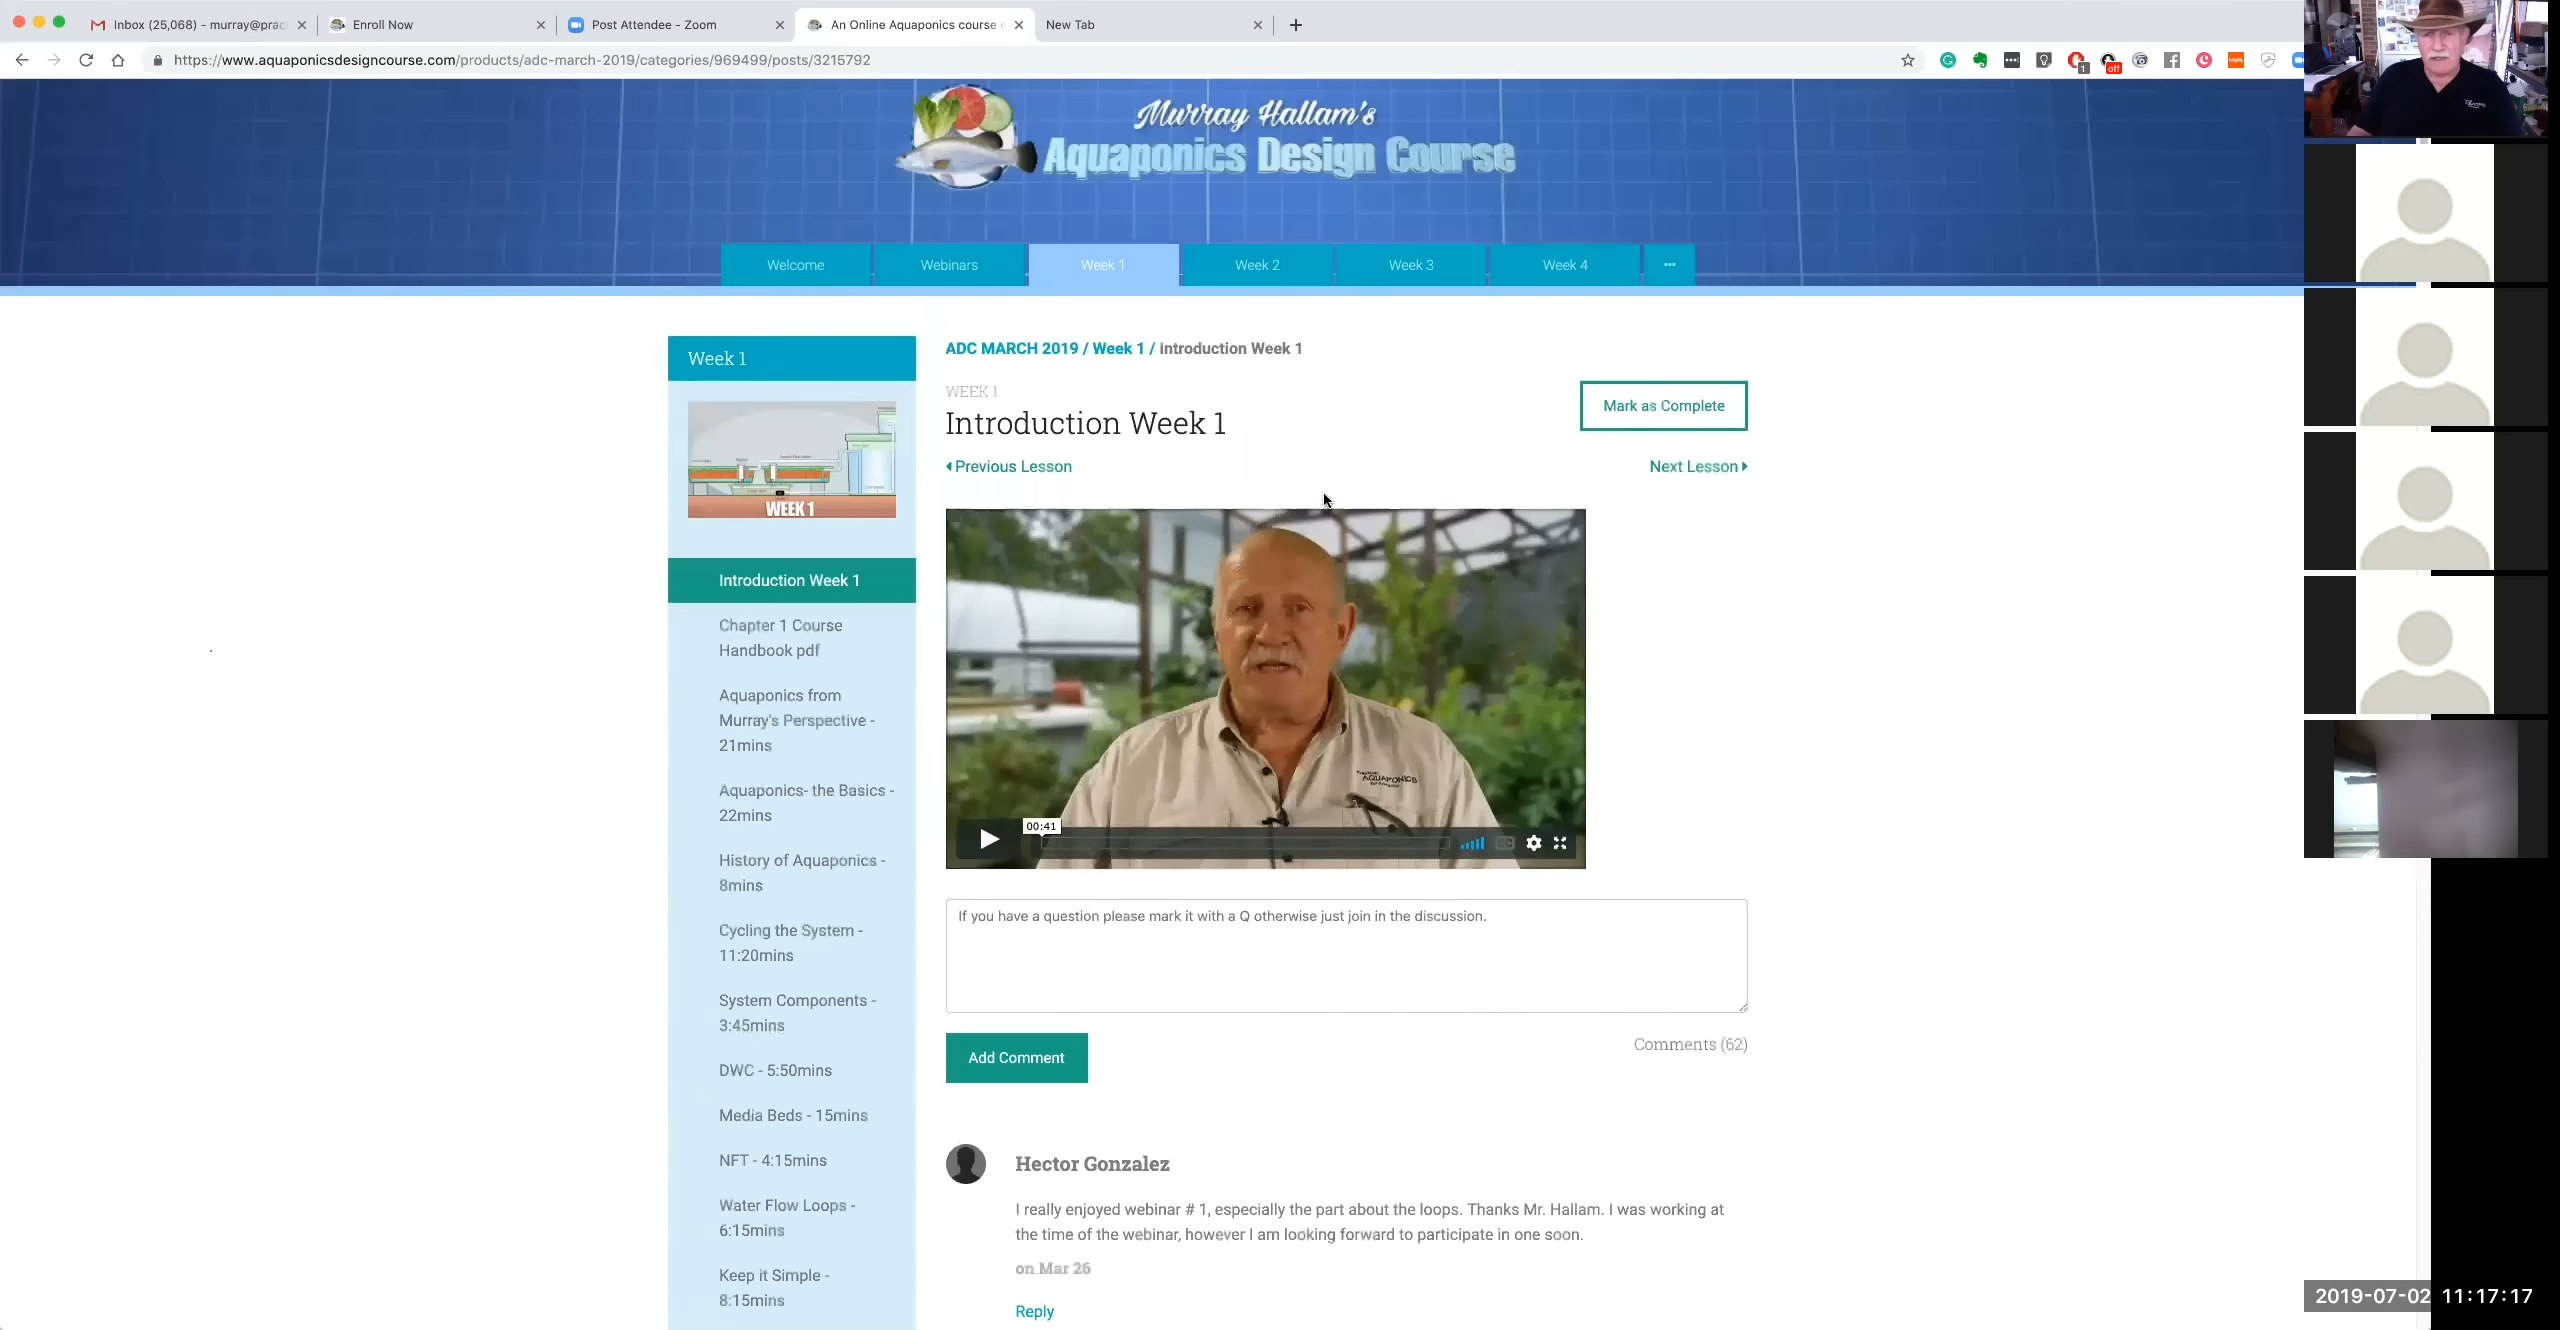 Inbox (25,068) - murray@prac
Enroll Now
Post Attendee - Zoom
An Online Aquaponics course e
New Tab
https://www.aquaponicsdesigncourse.com/products/adc-march-2019/categories/969499/posts/3215792
1
off
Murray Hallam's
Aquaponics Design Course
Welcome
Webinars
Week 1
Week 2
Week 3
Week 4
...
Week 1
WEEK 1
Introduction Week 1
Chapter 1 Course
Handbook pdf
Aquaponics from
Murray's Perspective -
21mins
Aquaponics- the Basics -
22mins
History of Aquaponics -
8mins
Cycling the System -
11:20mins
System Components -
3:45mins
DWC - 5:50mins
Media Beds - 15mins
NFT - 4:15mins
Water Flow Loops -
6:15mins
Keep it Simple -
8:15mins
ADC MARCH 2019 / Week 1 / Introduction Week 1
WEEK 1
Introduction Week 1
Mark as Complete
Previous Lesson
Next Lesson
AQUAPONICS
00:41
If you have a question please mark it with a Q otherwise just join in the discussion.
Add Comment
Comments (62)
Hector Gonzalez
I really enjoyed webinar # 1, especially the part about the loops. Thanks Mr. Hallam. I was working at
the time of the webinar, however I am looking forward to participate in one soon.
on Mar 26
Reply
2019-07-02 11:17:17